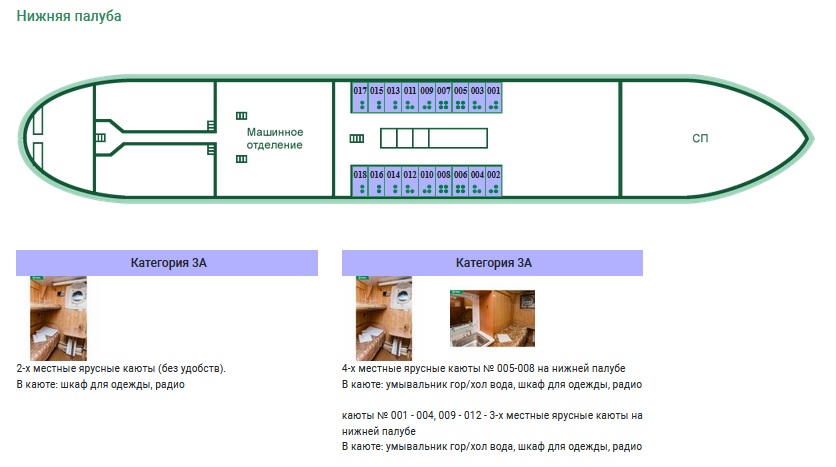 Нижняя палуба
017 015 013 011 009 007 005 003 001
Машинное
отделение
СП
018 016 014 012 010 008 006 004 002
Категория 3А
Категория 3А
2-х местные ярусные каюты (без удобств).
В каюте: шкаф для одежды, радио
4-х местные ярусные каюты № 005-008 на нижней палубе
В каюте: умывальник гор/хол вода, шкаф для одежды, радио
каюты № 001 - 004, 009 - 012 - 3-х местные ярусные каюты на
нижней палубе
В каюте: умывальник гор/хол вода, шкаф для одежды, радио